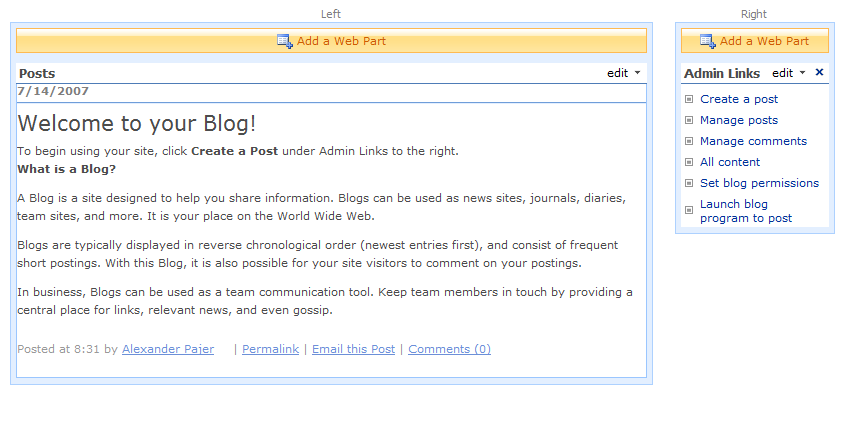 Left
Add a Web Part
Posts edit
7/14/2007
Welcome to your Blog!
To begin using your site, click Create a Post under Admin Links to the right.
What is a Blog?
A Blog is a site designed to help you share information. Blogs can be used as news sites, journals, diaries,
team sites, and more. It is your place on the World Wide Web.
Blogs are typically displayed in reverse chronological order (newest entries first), and consist of frequent
short postings. With this Blog, it is also possible for your site visitors to comment on your postings.
In business, Blogs can be used as a team communication tool. Keep team members in touch by providing a
central place for links, relevant news, and even gossip.
Posted at 8:31 by Alexander Pajer | Permalink | Email this Post | Comments (0)
Right
Add a Web Part
Admin Links edit
Create a post
Manage posts
Manage comments
All content
Set blog permissions
Launch blog
program to post